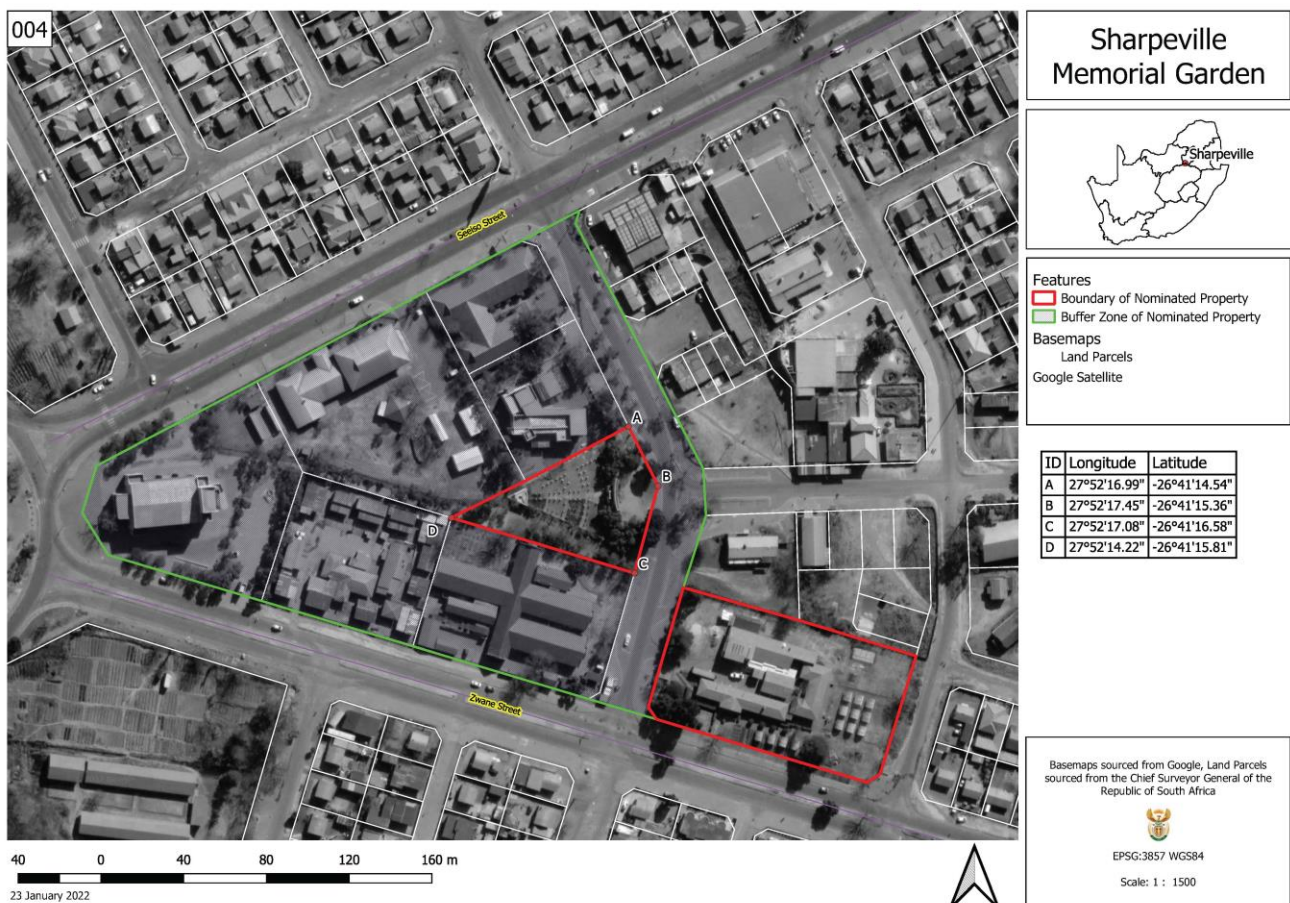 004
Seeiso Street
A
B
C
D
Zwane Street
40 0 40 80 120 160 m
23 January 2022
Sharpeville
Memorial Garden
Sharpeville
Features
Boundary of Nominated Property
Buffer Zone of Nominated Property
Basemaps
Land Parcels
Google Satellite
ID Longitude Latitude
A 27°52'16.99" -26°41'14.54"
B 27°52'17.45" -26°41'15.36"
C 27°52'17.08" -26°41'16.58"
D 27°52'14.22" -26°41'15.81"
Basemaps sourced from Google, Land Parcels
sourced from the Chief Surveyor General of the
Republic of South Africa
EPSG:3857 WGS84
Scale: 1 : 1500